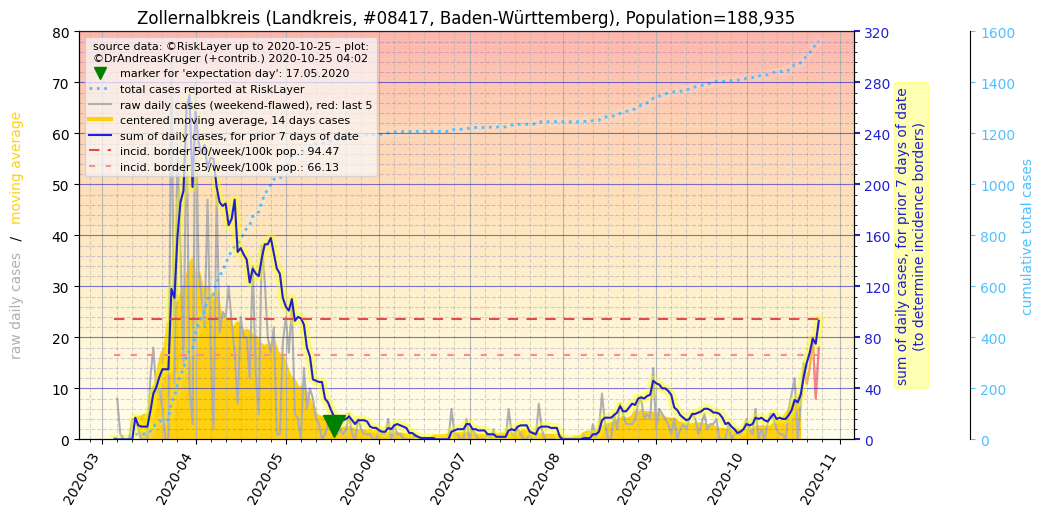 Zollernalbkreis (Landkreis, #08417, Baden-Württemberg), Population=188,935
source data: ©RiskLayer up to 2020-10-25 – plot:
©DrAndreasKruger (+contrib.) 2020-10-25 04:02
marker for 'expectation day': 17.05.2020
total cases reported at RiskLayer
raw daily cases (weekend-flawed), red: last 5
centered moving average, 14 days cases
sum of daily cases, for prior 7 days of date
incid. border 50/week/100k pop.: 94.47
incid. border 35/week/100k pop.: 66.13
raw daily cases / moving average
80
70
60
50
40
30
20
10
0
320
280
240
200
160
120
80
40
0
sum of daily cases, for prior 7 days of date
(to determine incidence borders)
1600
1400
1200
1000
800
600
400
200
0
cumulative total cases
2020-03
2020-04
2020-05
2020-06
2020-07
2020-08
2020-09
2020-10
2020-11